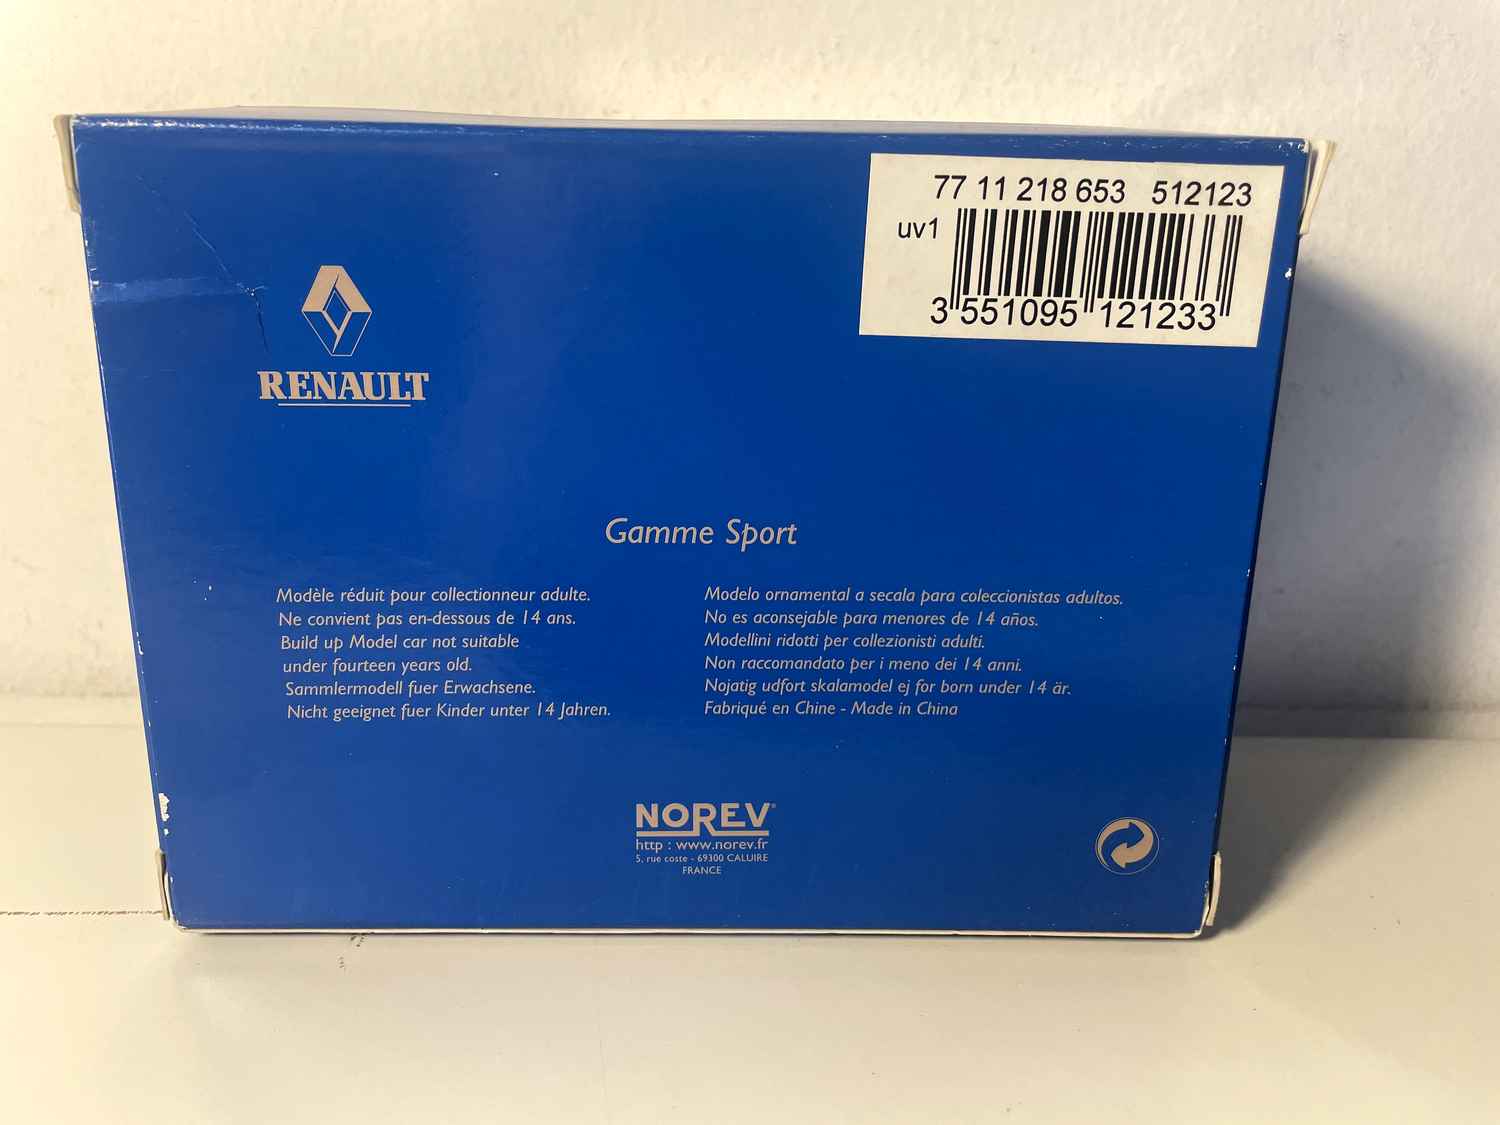 77 11 218 653 512123
uv1
3 551095 121233
RENAULT
Gamme Sport
Modèle réduit pour collectionneur adulte.
Ne convient pas en-dessous de 14 ans.
Build up Model car not suitable
under fourteen years old.
Sammlermodell fuer Erwachsene.
Nicht geeignet fuer Kinder unter 14 Jahren.
Modelo ornamental a secala para coleccionistas adultos.
No es aconsejable para menores de 14 años.
Modellini ridotti per collezionisti adulti.
Non raccomandato per i meno dei 14 anni.
Nojatig udfort skalamodel ej for born under 14 år.
Fabriqué en Chine - Made in China
NOREV®
http : www.norev.fr
5, rue coste - 69300 CALUIRE
FRANCE